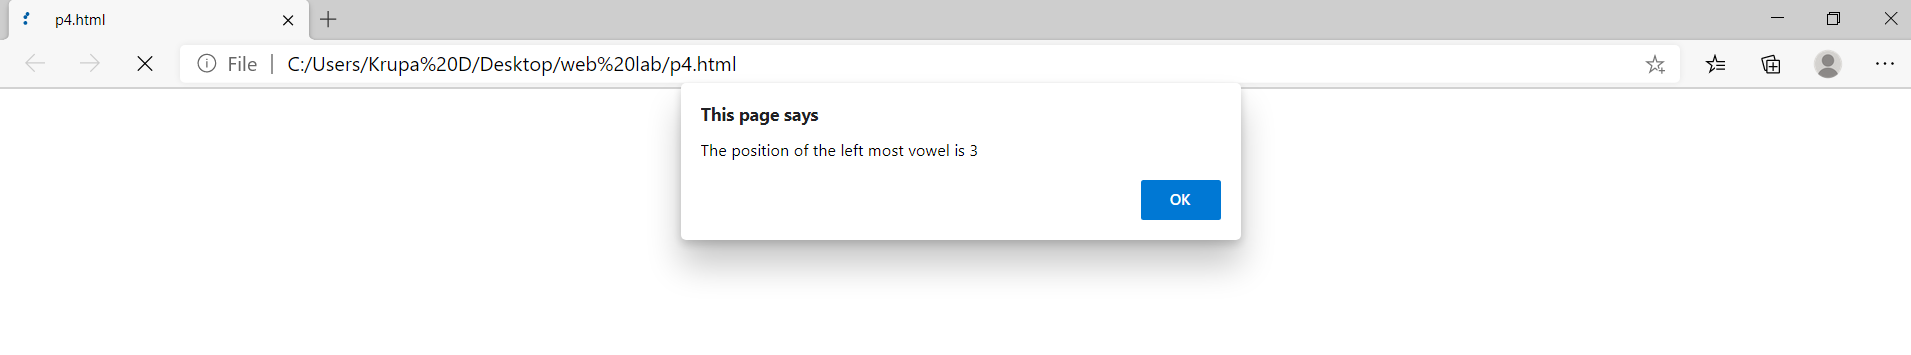 p4.html
File | C:/Users/Krupa%20D/Desktop/web%20lab/p4.html
This page says
The position of the left most vowel is 3
OK